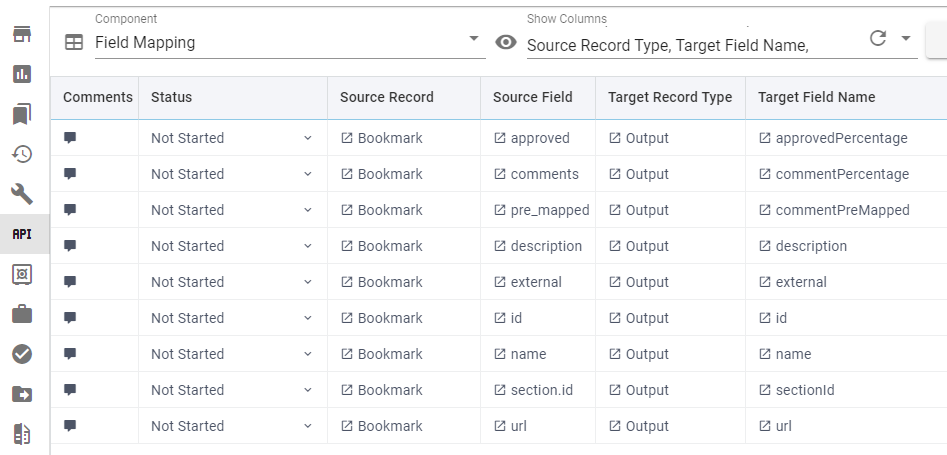 Component
Show Columns
Field Mapping
Source Record Type, Target Field Name,
Comments Status Source Record Source Field Target Record Type Target Field Name
Not Started Bookmark approved Output approvedPercentage
Not Started Bookmark comments Output commentPercentage
Not Started Bookmark pre_mapped Output commentPreMapped
API
Not Started Bookmark description Output description
Not Started Bookmark external Output external
Not Started Bookmark id Output id
Not Started Bookmark name Output name
Not Started Bookmark section.id Output sectionId
Not Started Bookmark url Output url